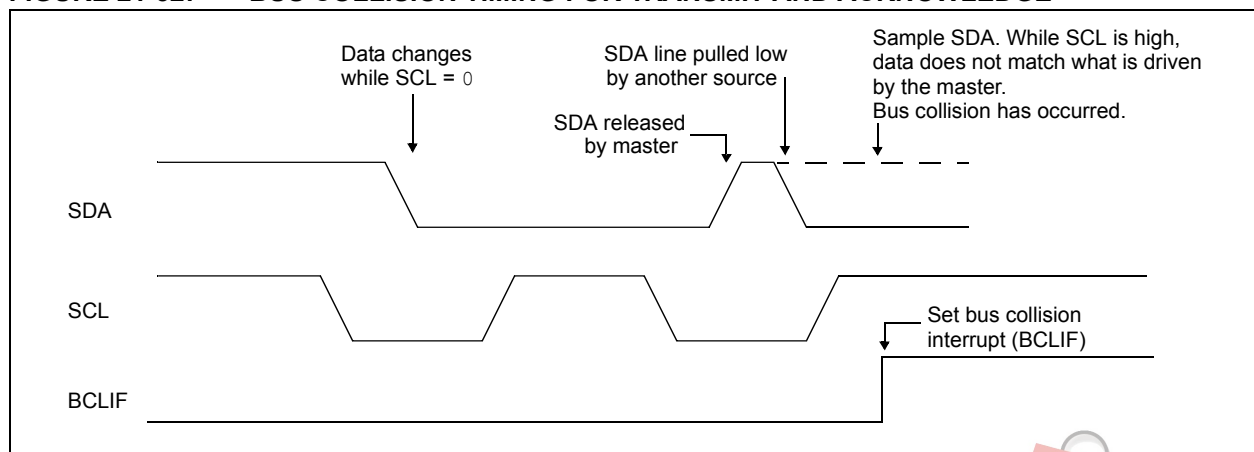 Data changes
while SCL = 0
SDA line pulled low
by another source
Sample SDA. While SCL is high,
data does not match what is driven
by the master.
Bus collision has occurred.
SDA released
by master
SDA
SCL
Set bus collision
interrupt (BCLIF)
BCLIF